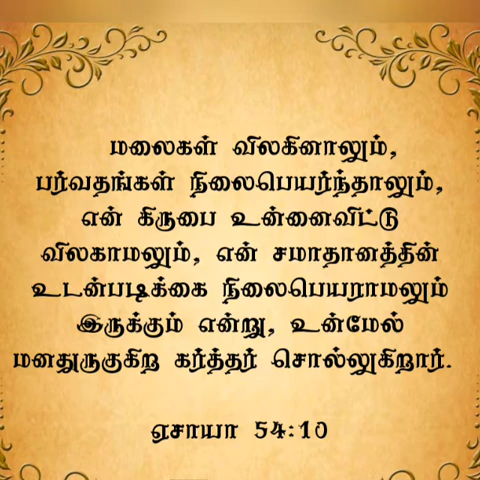 மலைகள் விலகினாலும்,
பர்வதங்கள் நிலைபெயர்ந்தாலும்,
என் கிருபை உன்னைவிட்டு
விலகாமலும், என் சமாதானத்தின்
உடன்படிக்கை நிலைபெயராமலும்
இருக்கும் என்று, உன்மேல்
மனதுருகுகிற கர்த்தர் சொல்லுகிறார்.
ஏசாயா 54:10